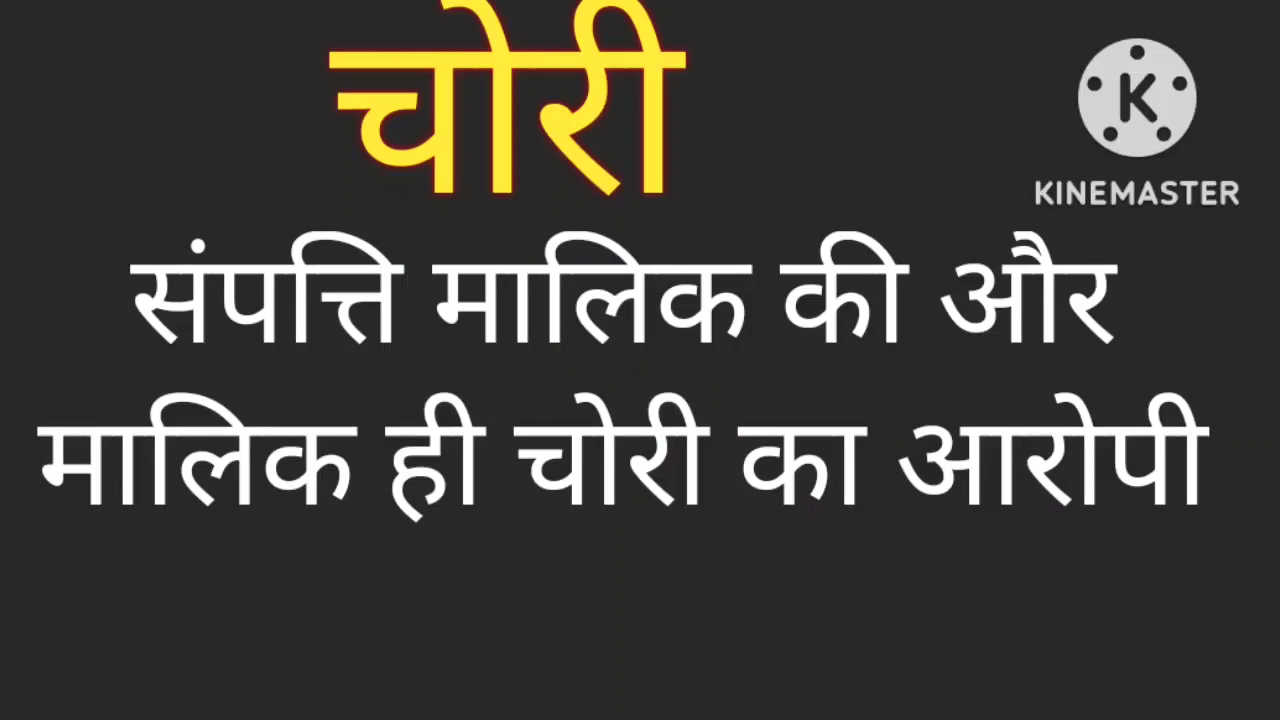 चोरी
KINEMASTER
संपत्ति मालिक की और
मालिक ही चोरी का आरोपी